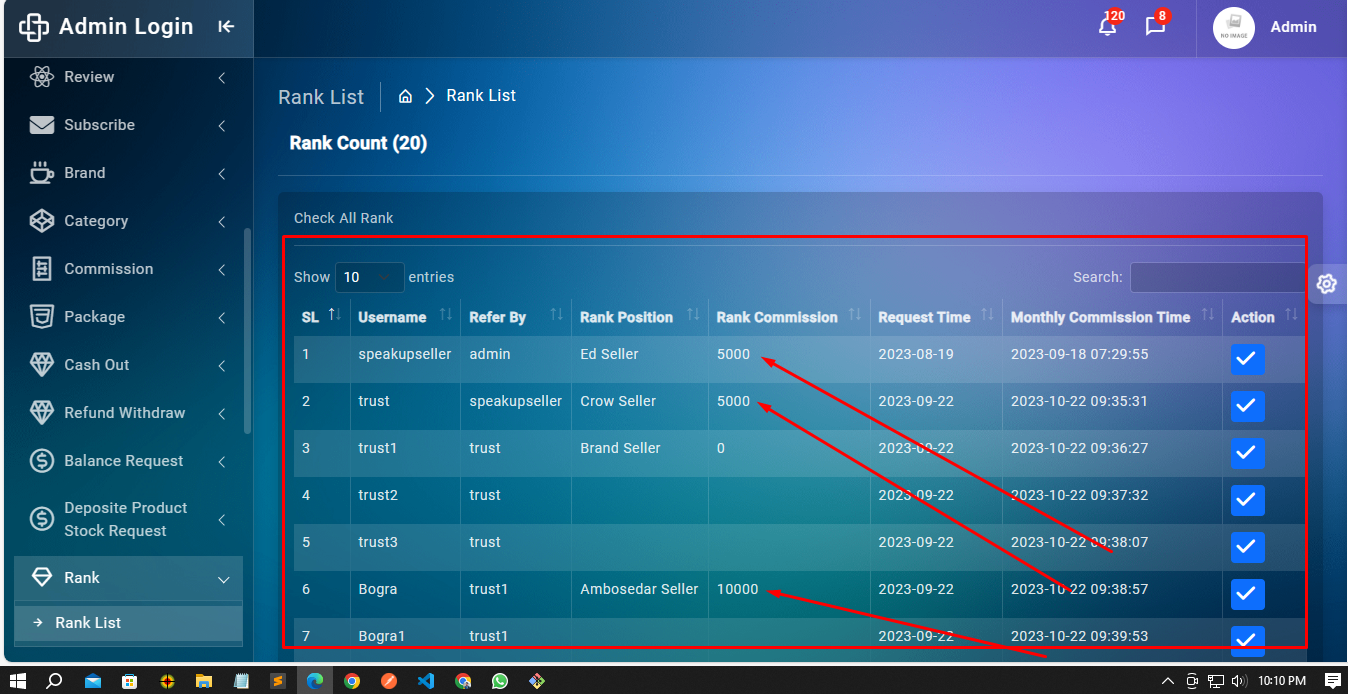 Admin Login
120
8
NO IMAGE
Admin
Review
Subscribe
Brand
Category
Commission
Package
Cash Out
Refund Withdraw
Balance Request
Deposite Product
Stock Request
Rank
Rank List
Rank List
Rank List
Rank Count (20)
Check All Rank
Show 10 entries
Search:
SL Username Refer By Rank Position Rank Commission Request Time Monthly Commission Time Action
1 speakupseller admin Ed Seller 5000 2023-08-19 2023-09-18 07:29:55
2 trust speakupseller Crow Seller 5000 2023-09-22 2023-10-22 09:35:31
3 trust1 trust Brand Seller 0 2023-09-22 2023-10-22 09:36:27
4 trust2 trust 2023-09-22 2023-10-22 09:37:32
5 trust3 trust 2023-09-22 2023-10-22 09:38:07
6 Bogra trust1 Ambosedar Seller 10000 2023-09-22 2023-10-22 09:38:57
7 Bogra1 trust1 2023-09-22 2023-10-22 09:39:53
10:10 PM